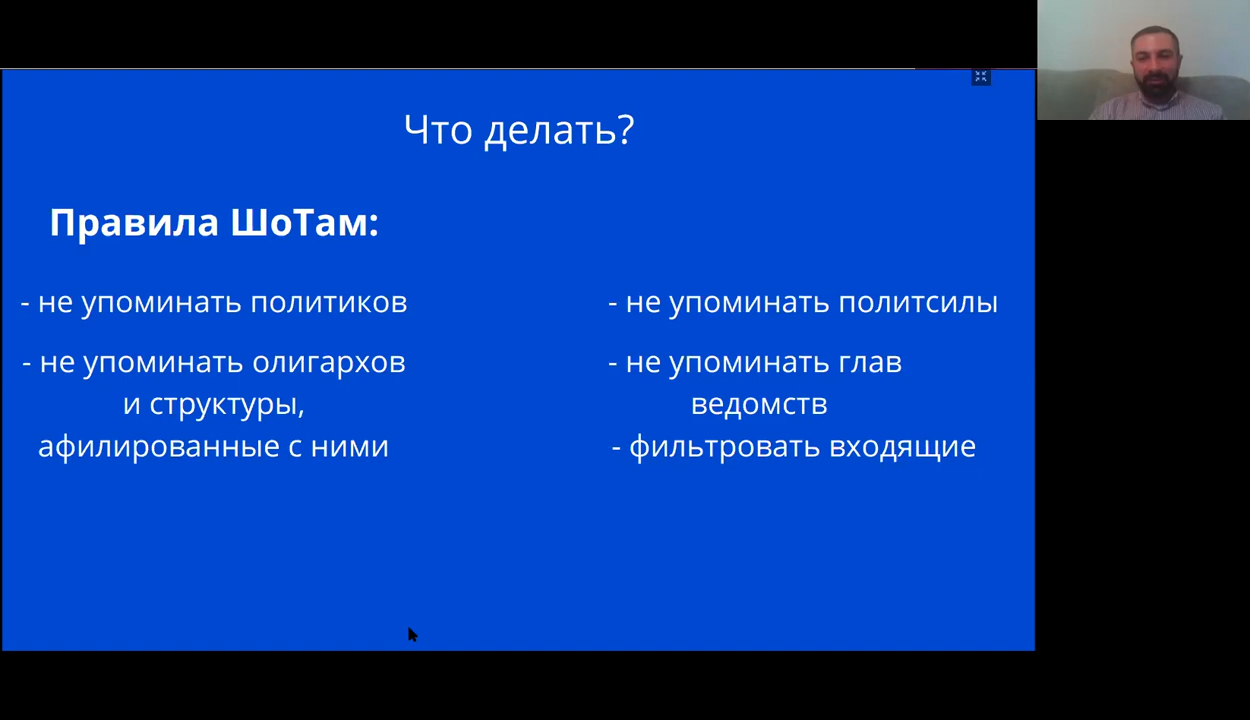 Что делать?
Правила ШоТам:
- не упоминать политиков
- не упоминать олигархов
и структуры,
афилированные с ними
- не упоминать политсилы
- не упоминать глав
ведомств
- фильтровать входящие